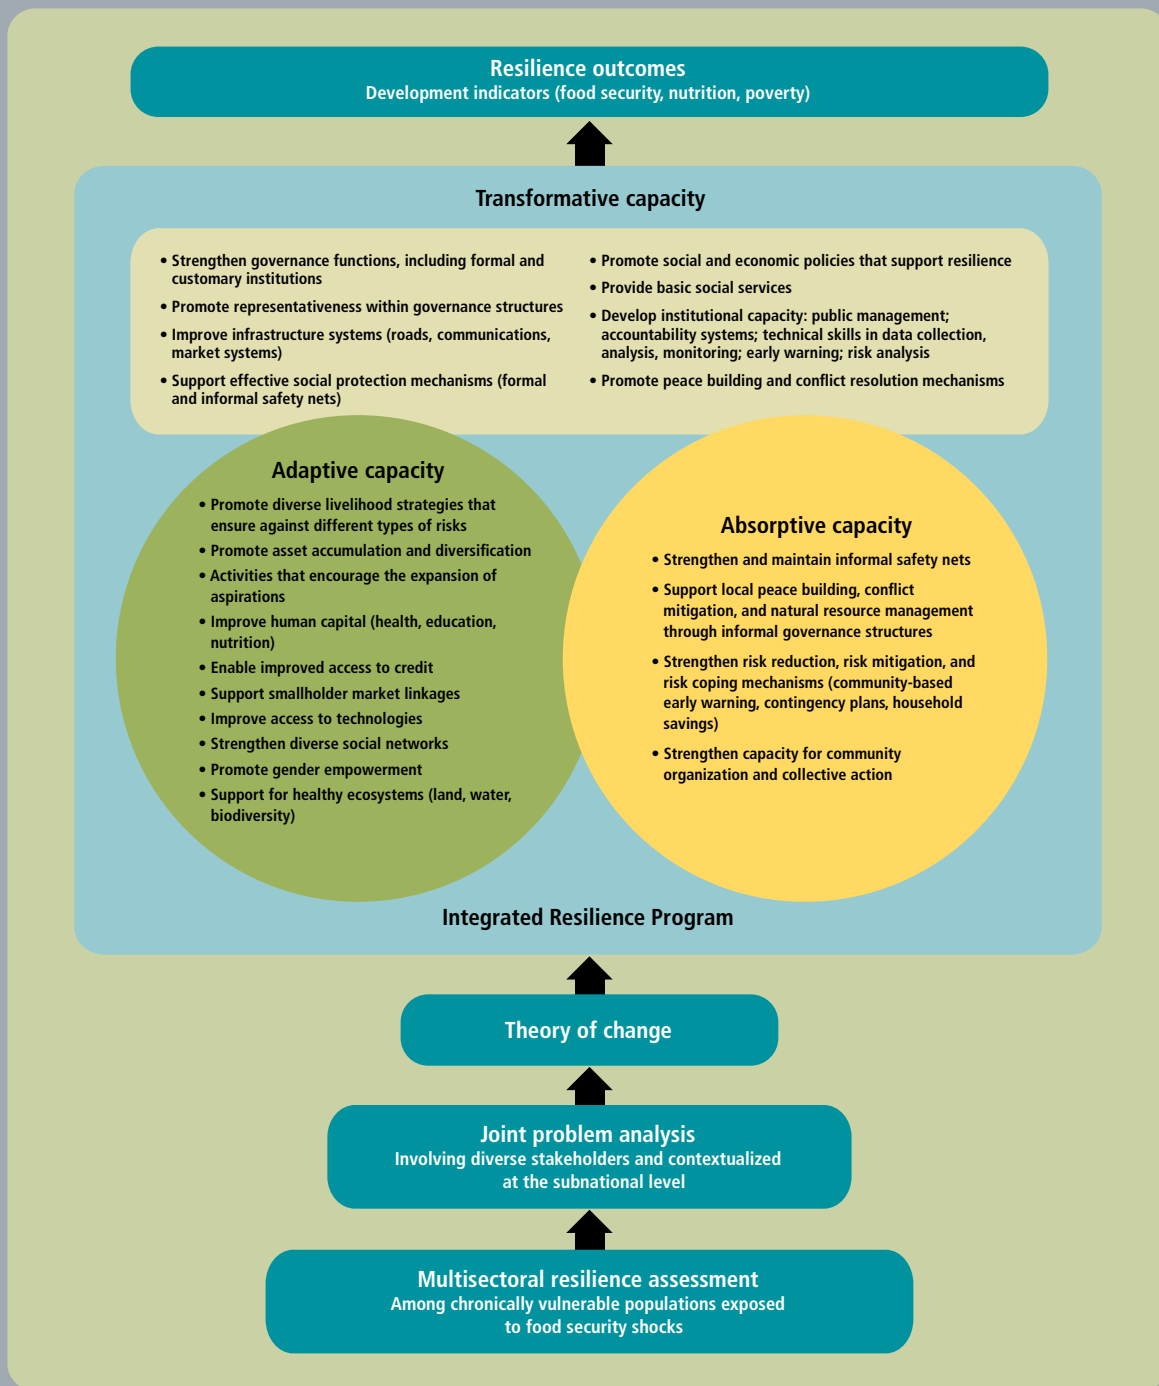 Resilience outcomes
Development indicators (food security, nutrition, poverty)
Transformative capacity
• Strengthen governance functions, including formal and
customary institutions
• Promote representativeness within governance structures
• Improve infrastructure systems (roads, communications,
market systems)
• Support effective social protection mechanisms (formal
and informal safety nets)
• Promote social and economic policies that support resilience
• Provide basic social services
• Develop institutional capacity: public management;
accountability systems; technical skills in data collection,
analysis, monitoring; early warning; risk analysis
• Promote peace building and conflict resolution mechanisms
Adaptive capacity
• Promote diverse livelihood strategies that
ensure against different types of risks
• Promote asset accumulation and diversification
• Activities that encourage the expansion of
aspirations
• Improve human capital (health, education,
nutrition)
• Enable improved access to credit
• Support smallholder market linkages
• Improve access to technologies
• Strengthen diverse social networks
• Promote gender empowerment
• Support for healthy ecosystems (land, water,
biodiversity)
Absorptive capacity
• Strengthen and maintain informal safety nets
• Support local peace building, conflict
mitigation, and natural resource management
through informal governance structures
• Strengthen risk reduction, risk mitigation, and
risk coping mechanisms (community-based
early warning, contingency plans, household
savings)
• Strengthen capacity for community
organization and collective action
Integrated Resilience Program
Theory of change
Joint problem analysis
Involving diverse stakeholders and contextualized
at the subnational level
Multisectoral resilience assessment
Among chronically vulnerable populations exposed
to food security shocks